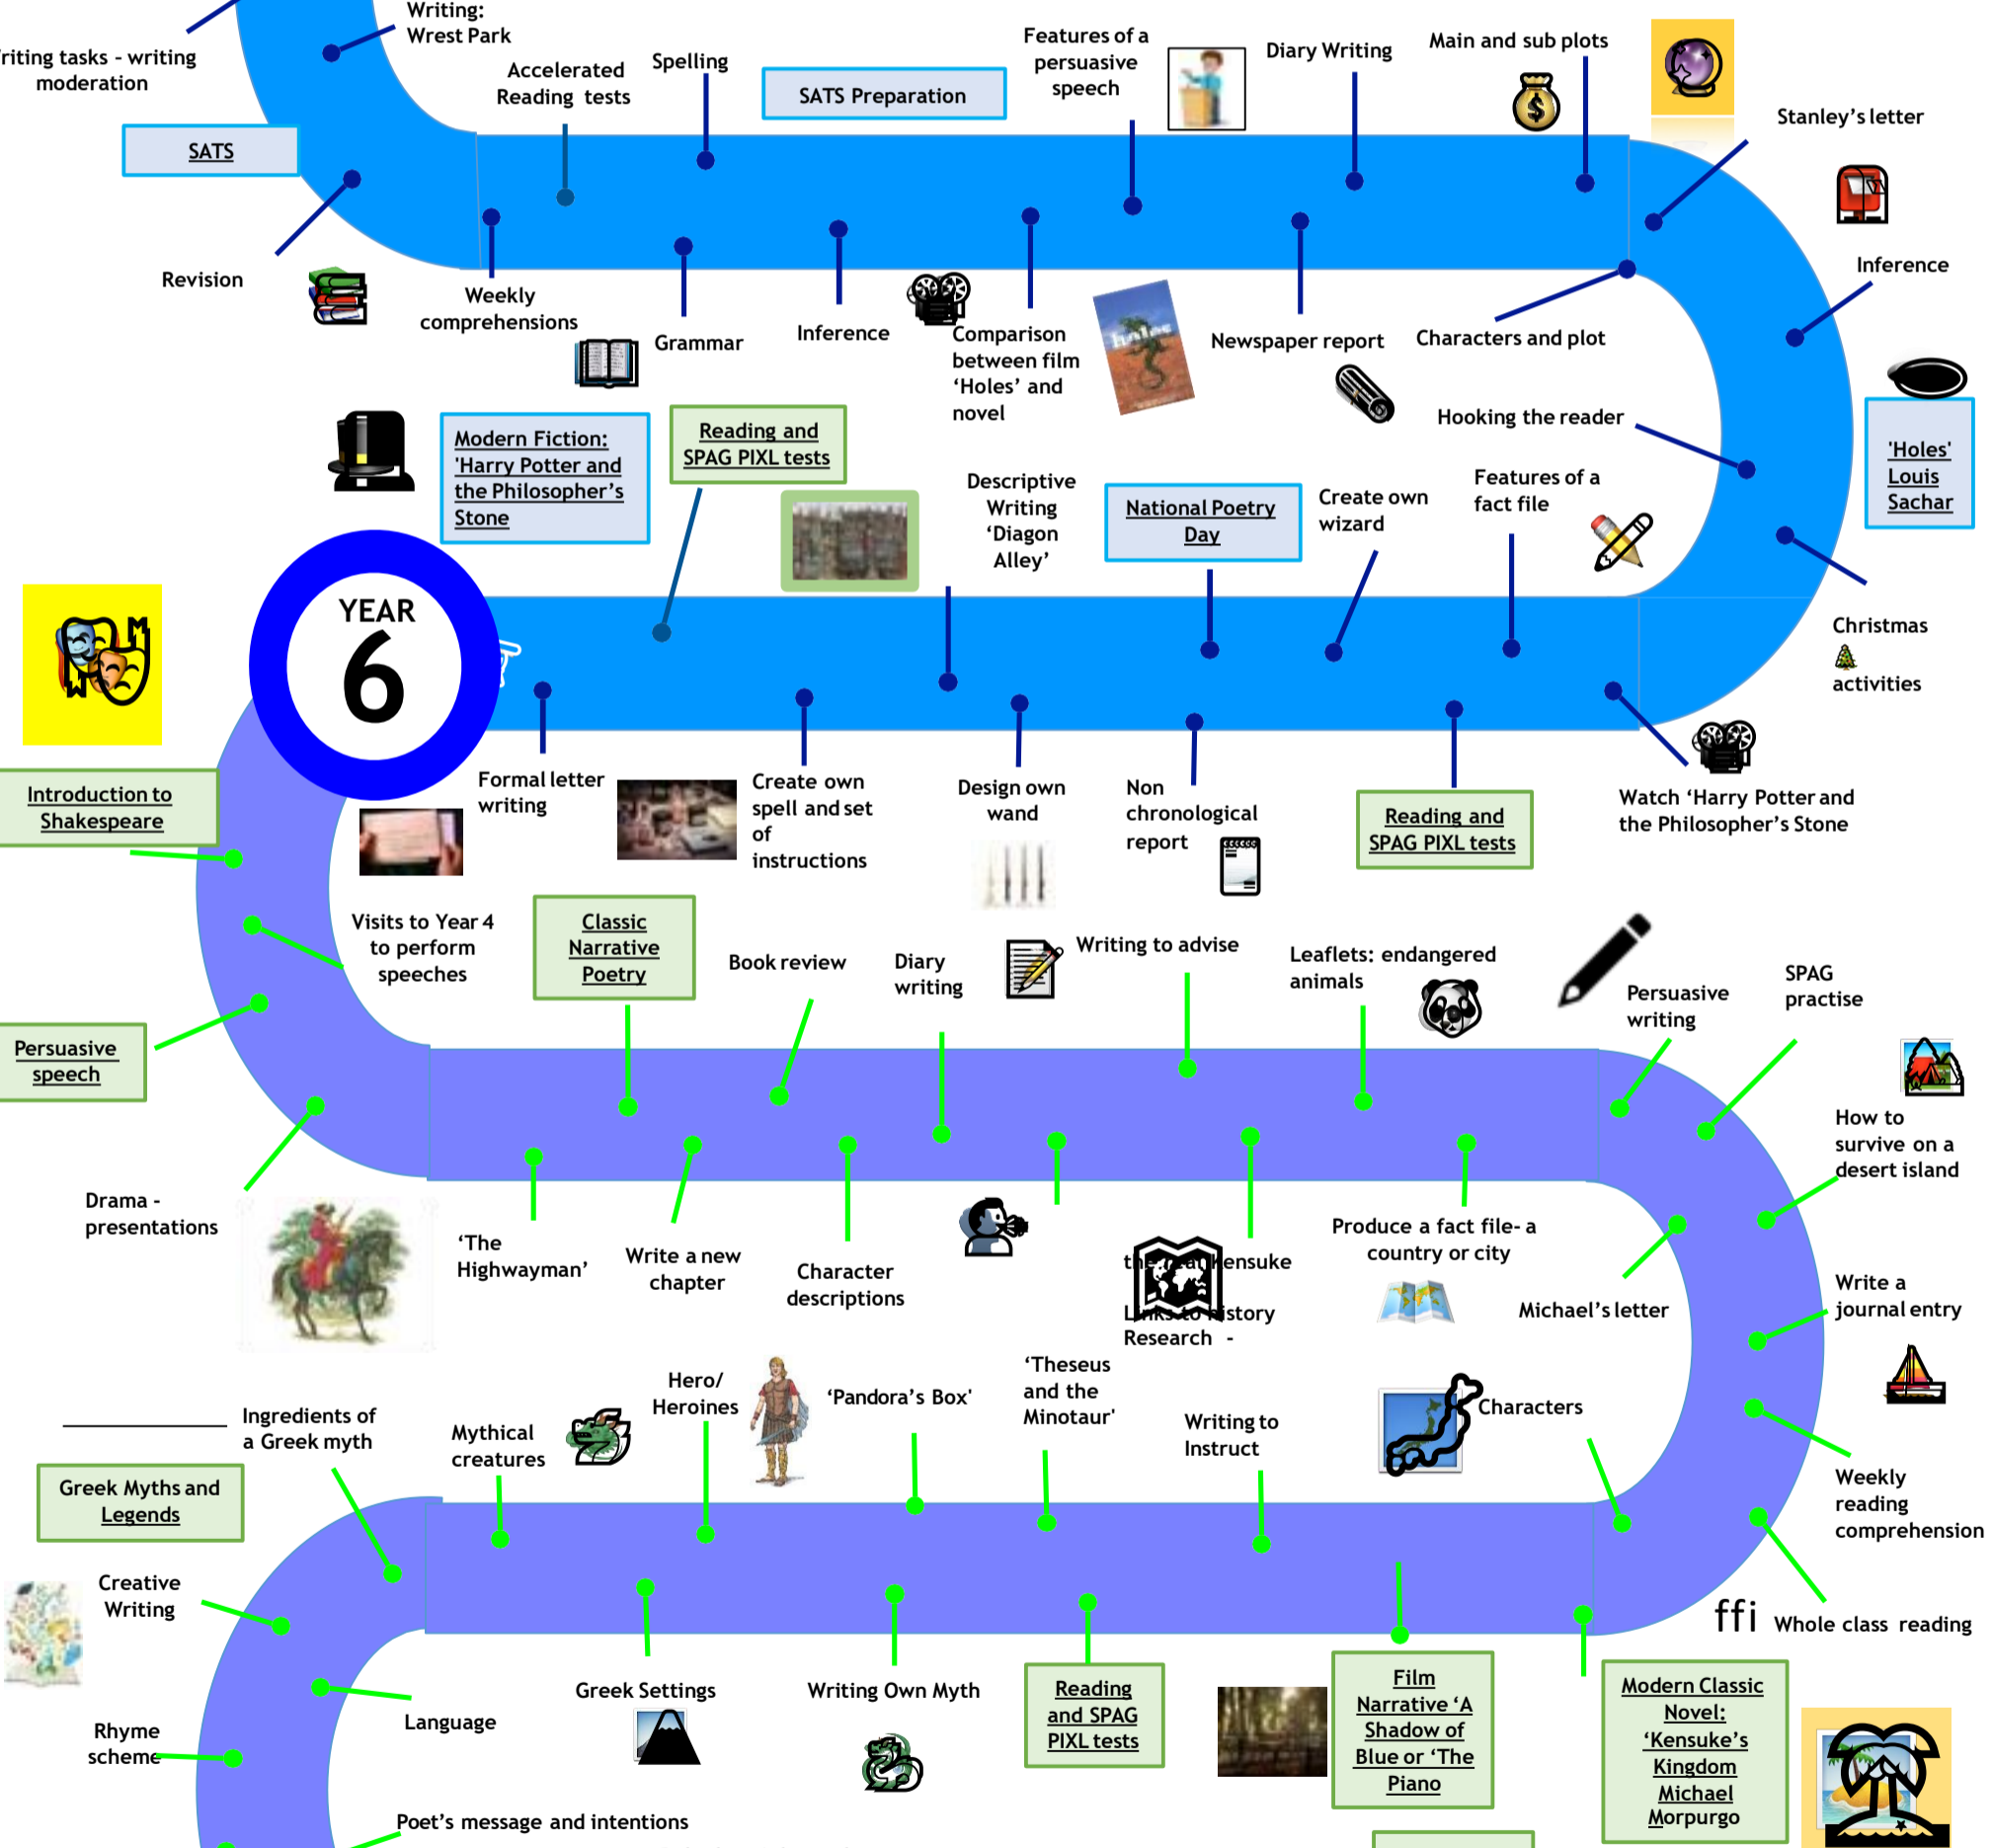 Writing:
Wrest Park
riting tasks - writing
moderation
Accelerated
Reading tests
Spelling
SATS Preparation
Features of a
persuasive
speech
Diary Writing
Main and sub plots
Stanley's letter
SATS
Revision
Weekly
comprehensions
Grammar
Inference
Comparison
between film
‘Holes’ and
novel
Newspaper report
Characters and plot
Inference
Hooking the reader
'Holes'
Louis
Sachar
Modern Fiction:
'Harry Potter and
the Philosopher’s
Stone
Reading and
SPAG PIXL tests
Descriptive
Writing
‘Diagon
Alley’
National Poetry
Day
Create own
wizard
Features of a
fact file
Christmas
activities
YEAR
6
Formal letter
writing
Create own
spell and set
of
instructions
Design own
wand
Non
chronological
report
Reading and
SPAG PIXL tests
Watch ‘Harry Potter and
the Philosopher’s Stone
Introduction to
Shakespeare
Visits to Year 4
to perform
speeches
Classic
Narrative
Poetry
Book review
Diary
writing
Writing to advise
Leaflets: endangered
animals
Persuasive
writing
SPAG
practise
Persuasive
speech
How to
survive on a
desert island
Drama -
presentations
‘The
Highwayman’
Write a new
chapter
Character
descriptions
the real Kensuke
Links to history
Research -
Produce a fact file- a
country or city
Michael’s letter
Write a
journal entry
Ingredients of
a Greek myth
Mythical
creatures
Hero/
Heroines
‘Pandora’s Box'
‘Theseus
and the
Minotaur'
Writing to
Instruct
Characters
Weekly
reading
comprehension
Greek Myths and
Legends
Creative
Writing
Language
Rhyme
scheme
Greek Settings
Writing Own Myth
Reading
and SPAG
PIXL tests
Film
Narrative ‘A
Shadow of
Blue or ‘The
Piano
ffi Whole class reading
Modern Classic
Novel:
‘Kensuke’s
Kingdom
Michael
Morpurgo
Poet’s message and intentions